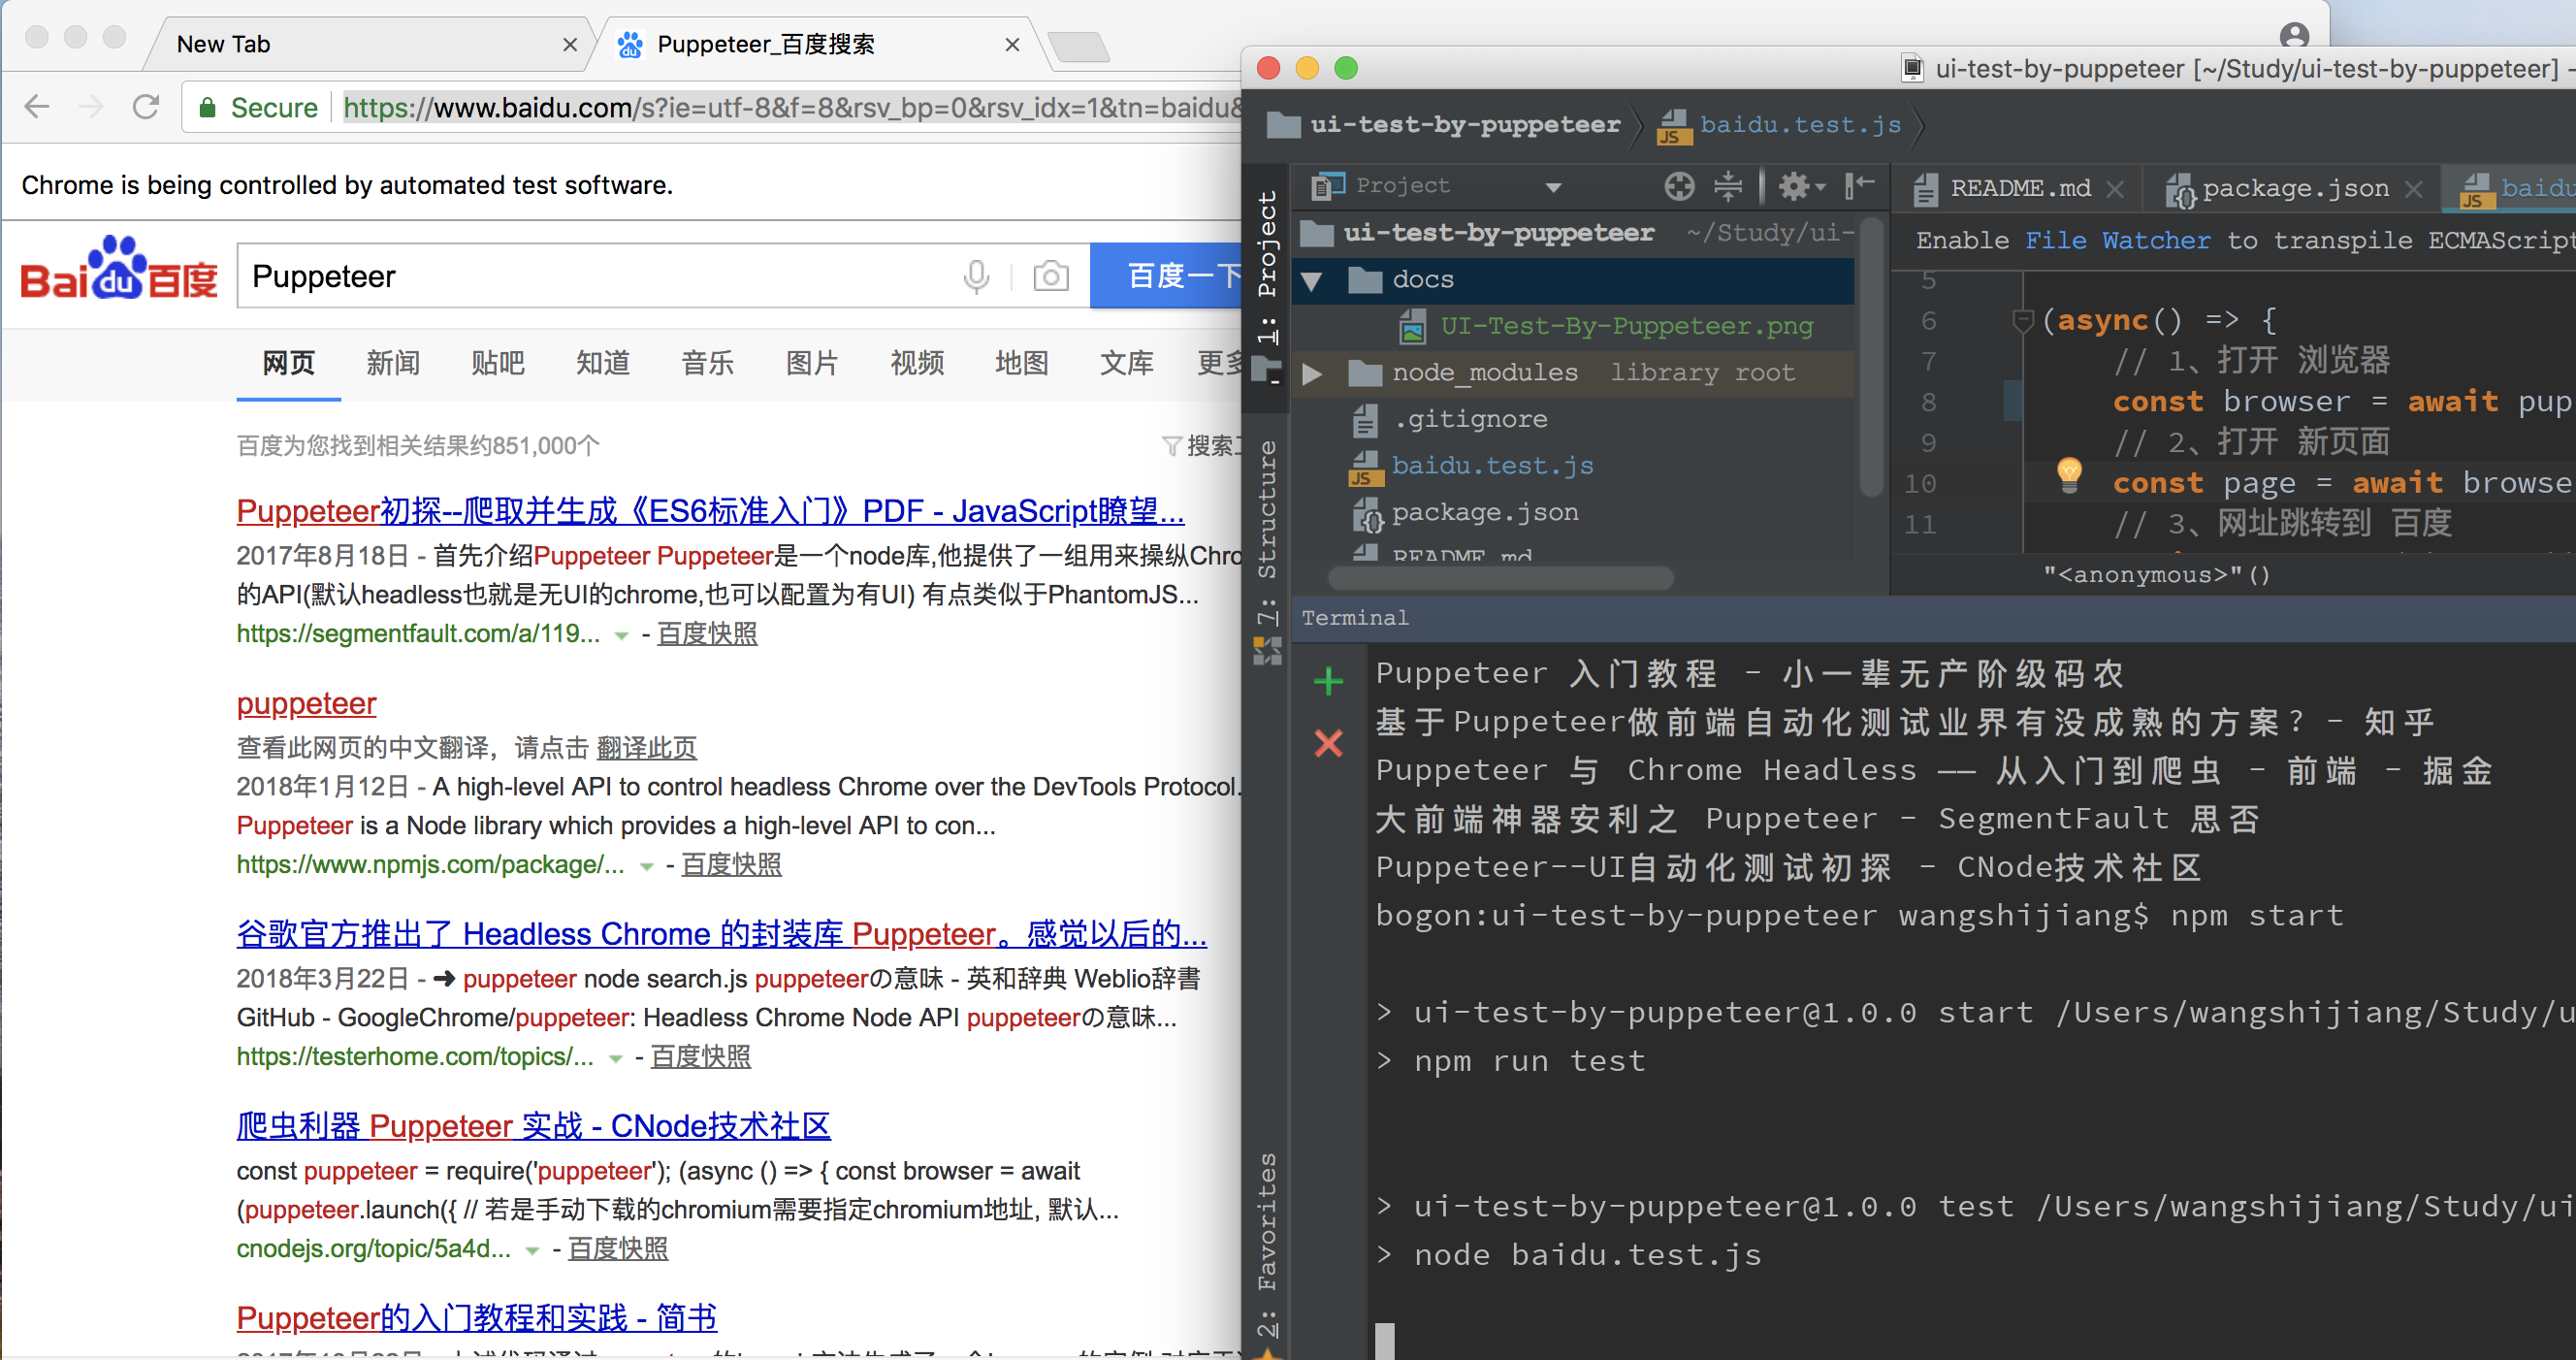 New Tab
Puppeteer_百度搜索
Secure
https://www.baidu.com/s?ie=utf-8&f=8&rsv_bp=0&rsv_idx=1&tn=baidu&
Chrome is being controlled by automated test software.
Bai du 百度
Puppeteer
百度一下
网页 新闻 贴吧 知道 音乐 图片 视频 地图 文库 更多
百度为您找到相关结果约851,000个
搜索工
Puppeteer初探--爬取并生成《ES6标准入门》PDF - JavaScript瞭望...
2017年8月18日 - 首先介绍Puppeteer Puppeteer是一个node库,他提供了一组用来操纵Chro
的API(默认headless也就是无UI的chrome,也可以配置为有UI) 有点类似于PhantomJS...
https://segmentfault.com/a/119... - 百度快照
puppeteer
查看此网页的中文翻译，请点击 翻译此页
2018年1月12日 - A high-level API to control headless Chrome over the DevTools Protocol.
Puppeteer is a Node library which provides a high-level API to con...
https://www.npmjs.com/package/... - 百度快照
谷歌官方推出了 Headless Chrome 的封装库 Puppeteer。感觉以后的...
2018年3月22日 - ➜ puppeteer node search.js puppeteerの意味 - 英和辞典 Weblio辞書
GitHub - GoogleChrome/puppeteer: Headless Chrome Node API puppeteerの意味...
https://testerhome.com/topics/... - 百度快照
爬虫利器 Puppeteer 实战 - CNode技术社区
const puppeteer = require('puppeteer'); (async () => { const browser = await
(puppeteer.launch({ // 若是手动下载的chromium需要指定chromium地址, 默认...
cnodejs.org/topic/5a4d... - 百度快照
Puppeteer的入门教程和实践 - 简书
ui-test-by-puppeteer [~/Study/ui-test-by-puppeteer] -
ui-test-by-puppeteer
baidu.test.js
1: Project
7: Structure
2: Favorites
Project
ui-test-by-puppeteer ~/Study/ui-
docs
UI-Test-By-Puppeteer.png
node_modules library root
.gitignore
baidu.test.js
package.json
README.md
README.md
package.json
baidu
Enable File Watcher to transpile ECMAScript
5
6 (async() => {
7 // 1、打开 浏览器
8 const browser = await pup
9 // 2、打开 新页面
10 const page = await browse
11 // 3、网址跳转到 百度
"<anonymous>"()
Terminal
Puppeteer 入门教程 - 小一辈无产阶级码农
基于Puppeteer做前端自动化测试业界有没成熟的方案？- 知乎
Puppeteer 与 Chrome Headless —— 从入门到爬虫 - 前端 - 掘金
大前端神器安利之 Puppeteer - SegmentFault 思否
Puppeteer--UI自动化测试初探 - CNode技术社区
bogon:ui-test-by-puppeteer wangshijiang$ npm start
> ui-test-by-puppeteer@1.0.0 start /Users/wangshijiang/Study/u
> npm run test
> ui-test-by-puppeteer@1.0.0 test /Users/wangshijiang/Study/ui
> node baidu.test.js